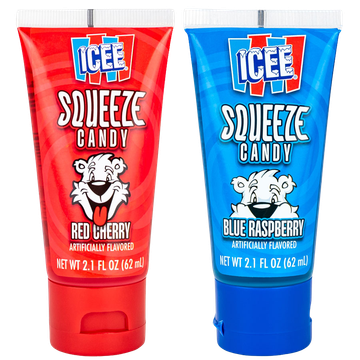 ICEE
SQUEEZE
CANDY
RED CHERRY
ARTIFICIALLY FLAVORED
NET WT 2.1 FL OZ (62 mL)
ICEE
SQUEEZE
CANDY
BLUE RASPBERRY
ARTIFICIALLY FLAVORED
NET WT 2.1 FL OZ (62 mL)